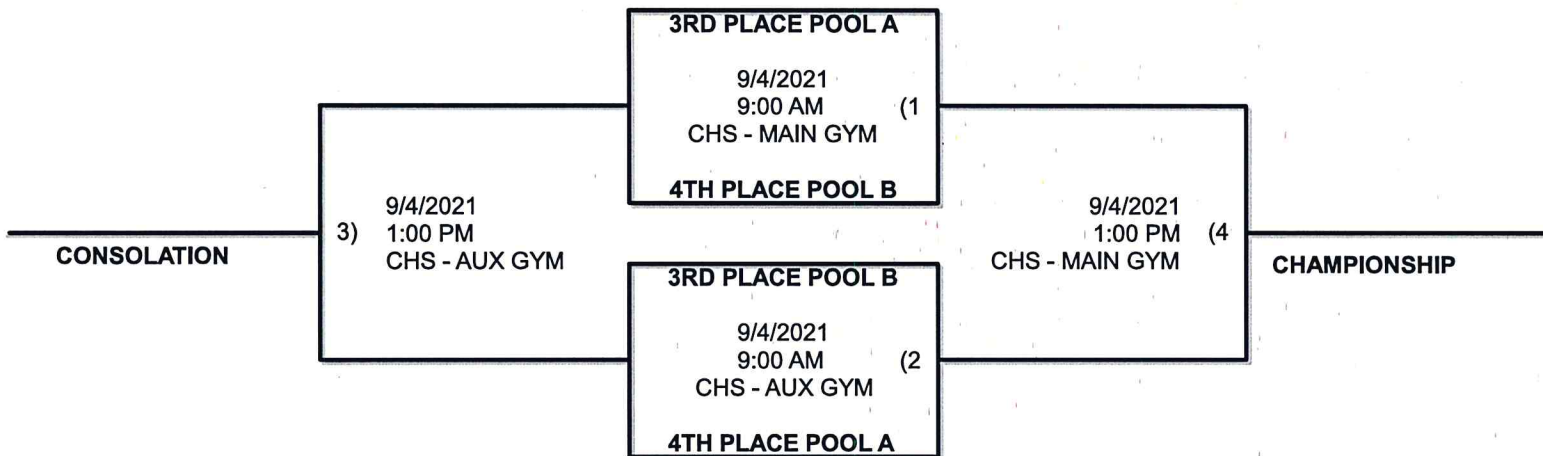 3RD PLACE POOL A
9/4/2021
9:00 AM (1
CHS - MAIN GYM
4TH PLACE POOL B
9/4/2021
3) 1:00 PM
CHS - AUX GYM
CONSOLATION
9/4/2021
1:00 PM (4
CHS - MAIN GYM
CHAMPIONSHIP
3RD PLACE POOL B
9/4/2021
9:00 AM (2
CHS - AUX GYM
4TH PLACE POOL A